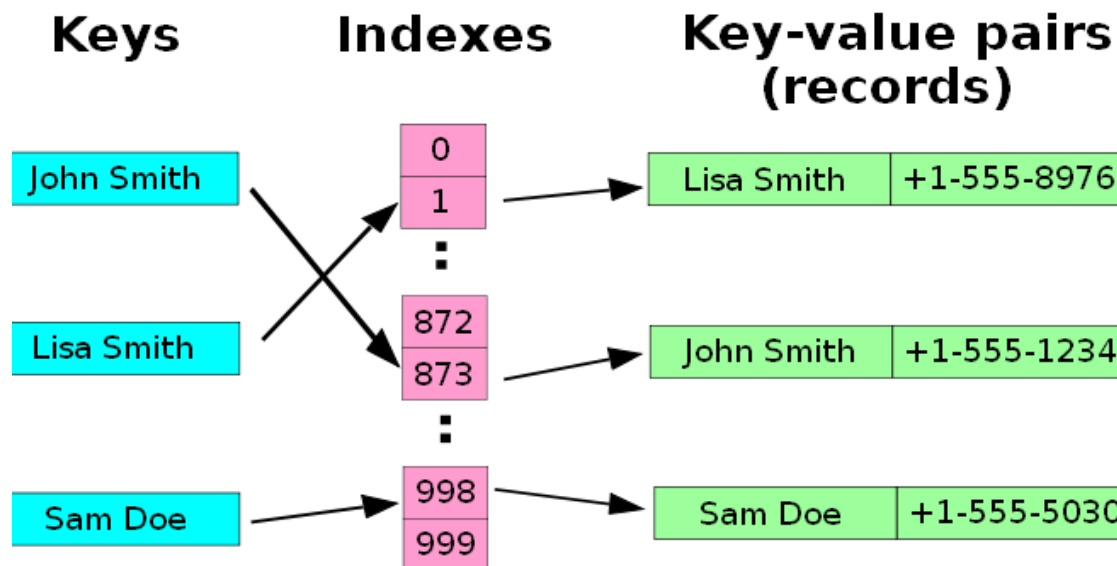 Keys
Indexes
Key-value pairs
(records)
John Smith
Lisa Smith
Sam Doe
0
1
:
872
873
:
998
999
Lisa Smith +1-555-8976
John Smith +1-555-1234
Sam Doe +1-555-5030